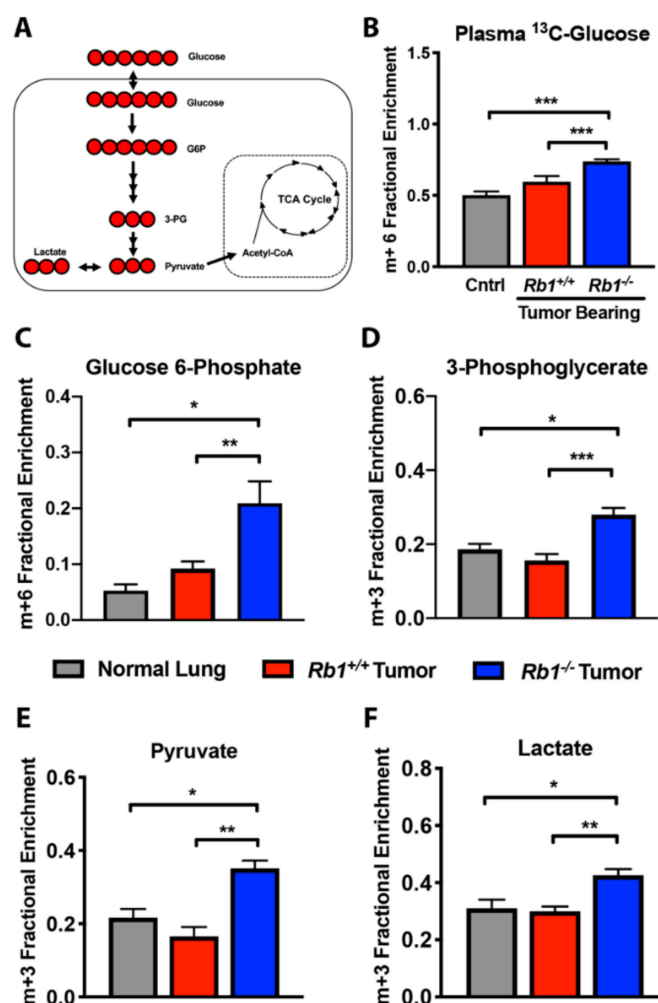 A
Glucose
Glucose
G6P
3-PG
Lactate
Pyruvate
Acetyl-CoA
TCA Cycle
B
Plasma ¹³C-Glucose
m+ 6 Fractional Enrichment
1.5
1.0
0.5
0.0
***
***
Cntrl
Rb1⁺/⁺
Rb1⁻/⁻
Tumor Bearing
C
Glucose 6-Phosphate
m+6 Fractional Enrichment
0.4
0.3
0.2
0.1
0.0
*
**
D
3-Phosphoglycerate
m+3 Fractional Enrichment
0.6
0.4
0.2
0.0
*
***
Normal Lung
Rb1⁺/⁺ Tumor
Rb1⁻/⁻ Tumor
E
Pyruvate
m+3 Fractional Enrichment
0.6
0.4
0.2
0.0
*
**
F
Lactate
m+3 Fractional Enrichment
0.8
0.6
0.4
0.2
0.0
*
**